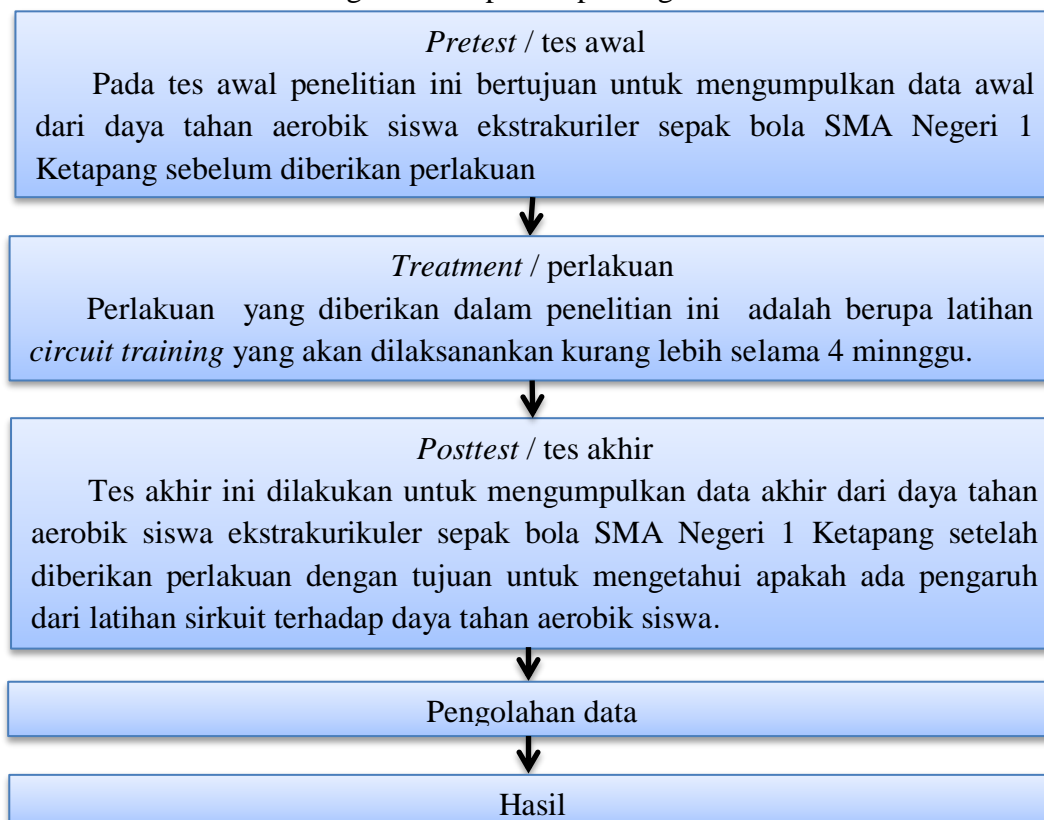 Pretest / tes awal
Pada tes awal penelitian ini bertujuan untuk mengumpulkan data awal
dari daya tahan aerobik siswa ekstrakuriler sepak bola SMA Negeri 1
Ketapang sebelum diberikan perlakuan
Treatment / perlakuan
Perlakuan yang diberikan dalam penelitian ini adalah berupa latihan
circuit training yang akan dilaksanankan kurang lebih selama 4 minnggu.
Posttest / tes akhir
Tes akhir ini dilakukan untuk mengumpulkan data akhir dari daya tahan
aerobik siswa ekstrakurikuler sepak bola SMA Negeri 1 Ketapang setelah
diberikan perlakuan dengan tujuan untuk mengetahui apakah ada pengaruh
dari latihan sirkuit terhadap daya tahan aerobik siswa.
Pengolahan data
Hasil